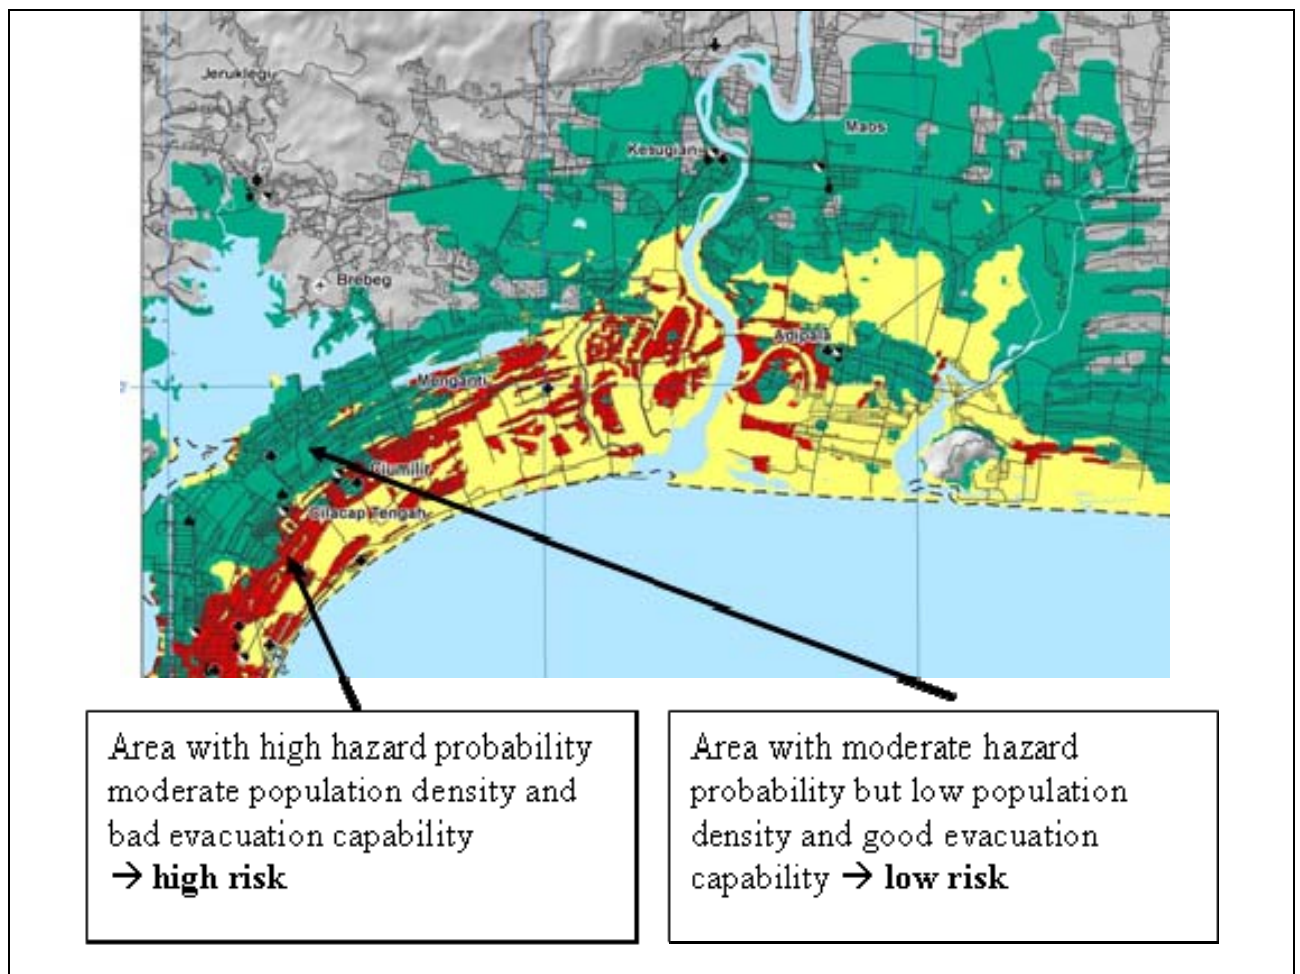 Jeruklegi
Maos
Kesugian
Brebeg
Adipala
Menganti
Cilacap Tengah
Area with high hazard probability
moderate population density and
bad evacuation capability
→ high risk
Area with moderate hazard
probability but low population
density and good evacuation
capability → low risk